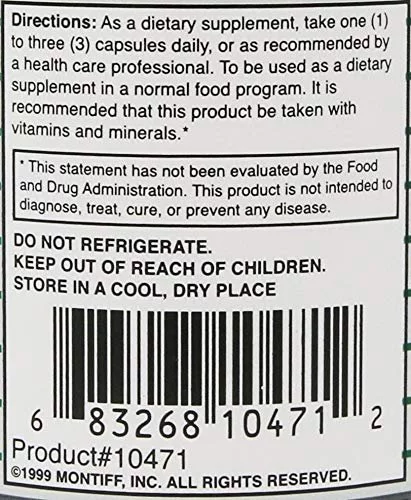 Directions: As a dietary supplement, take one (1)
to three (3) capsules daily, or as recommended by
a health care professional. To be used as a dietary
supplement in a normal food program. It is
recommended that this product be taken with
vitamins and minerals.*
* This statement has not been evaluated by the Food
and Drug Administration. This product is not intended to
diagnose, treat, cure, or prevent any disease.
DO NOT REFRIGERATE.
KEEP OUT OF REACH OF CHILDREN.
STORE IN A COOL, DRY PLACE
6 83268 10471 2
Product#10471
©1999 MONTIFF, INC. ALL RIGHTS RESERVED.